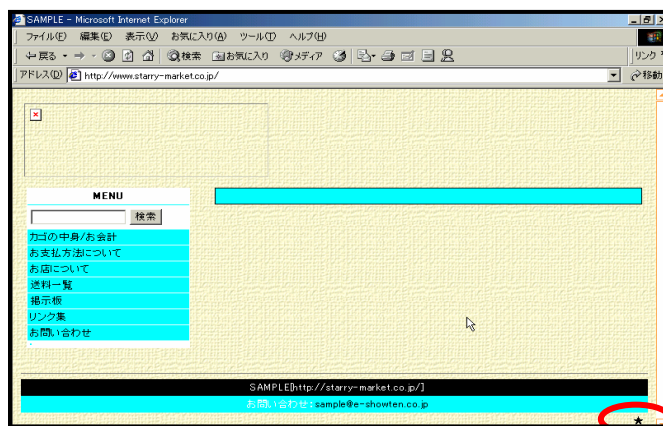 SAMPLE - Microsoft Internet Explorer
ファイル(F) 編集(E) 表示(V) お気に入り(A) ツール(T) ヘルプ(H)
戻る 検索 お気に入り メディア リンク
アドレス(D) http://www.starry-market.co.jp/ 移動
MENU
検索
カゴの中身/お会計
お支払方法について
お店について
送料一覧
掲示板
リンク集
お問い合わせ
SAMPLE[http://starry-market.co.jp/]
お問い合わせ:sample@e-showten.co.jp
★